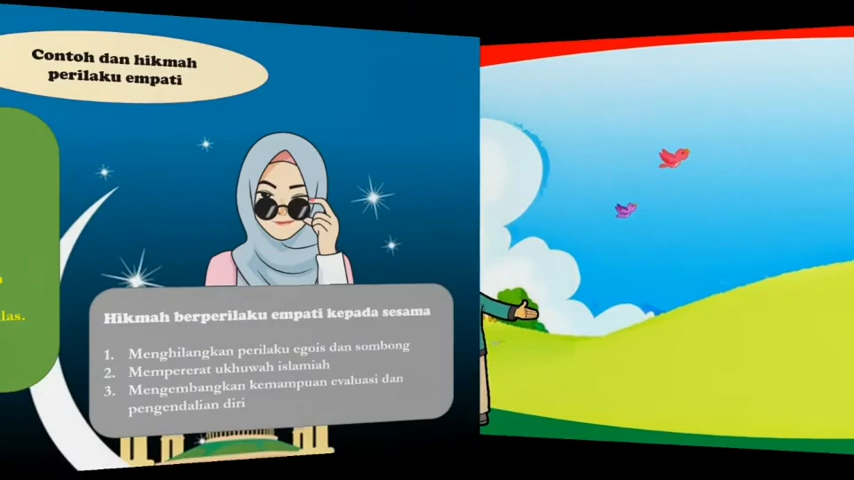 Contoh dan hikmah
perilaku empati
las.
Hikmah berperilaku empati kepada sesama
1. Menghilangkan perilaku egois dan sombong
2. Mempererat ukhuwah islamiah
3. Mengembangkan kemampuan evaluasi dan
pengendalian diri